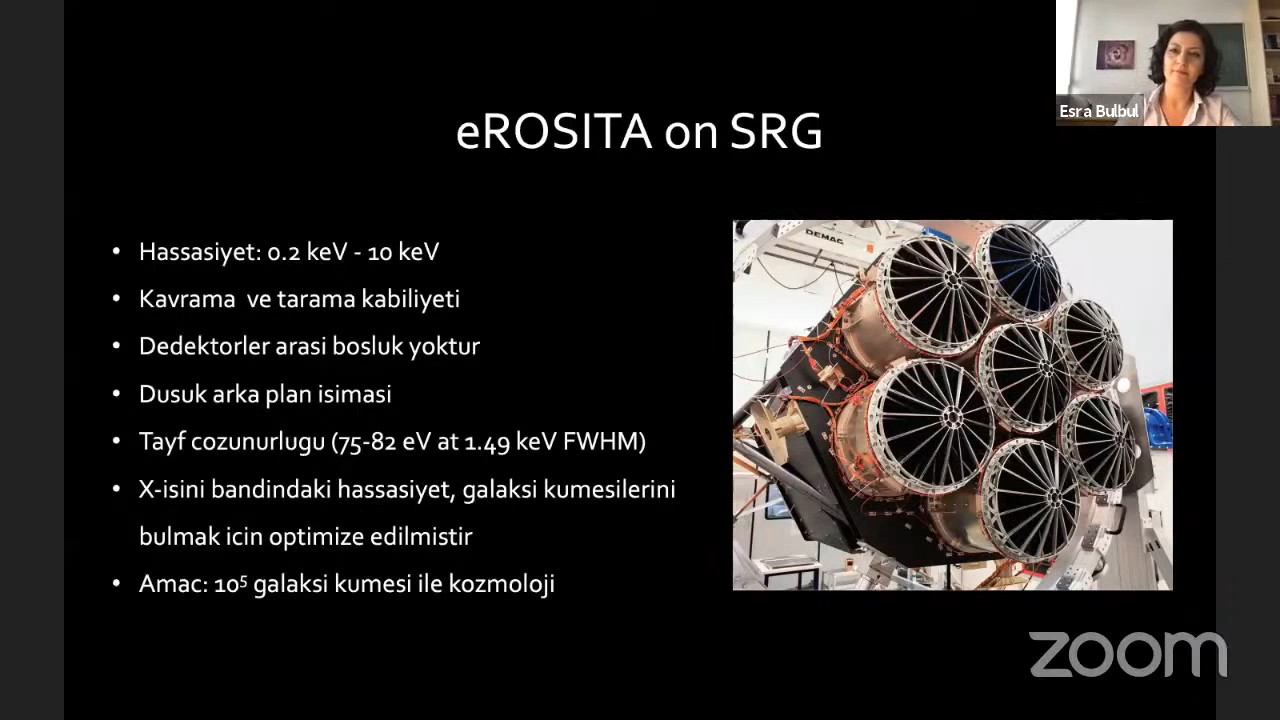 Esra Bulbul
eROSITA on SRG
• Hassasiyet: 0.2 keV - 10 keV
• Kavrama ve tarama kabiliyeti
• Dedektorler arasi bosluk yoktur
• Dusuk arka plan isimasi
• Tayf cozunurlugu (75-82 eV at 1.49 keV FWHM)
• X-isini bandindaki hassasiyet, galaksi kumesilerini
bulmak icin optimize edilmistir
• Amac: 10⁵ galaksi kumesi ile kozmoloji
DEMAG
zoom